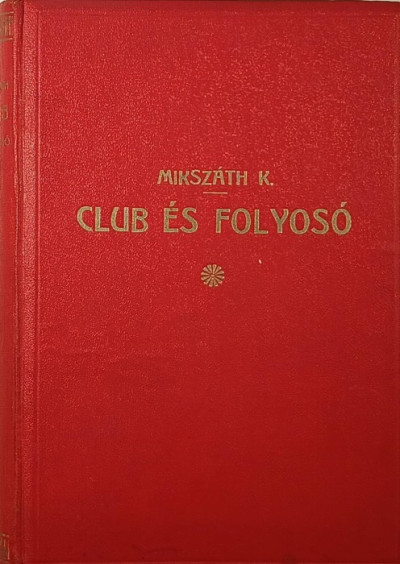 MIKSZÁTH K.
CLUB ÉS FOLYOSÓ